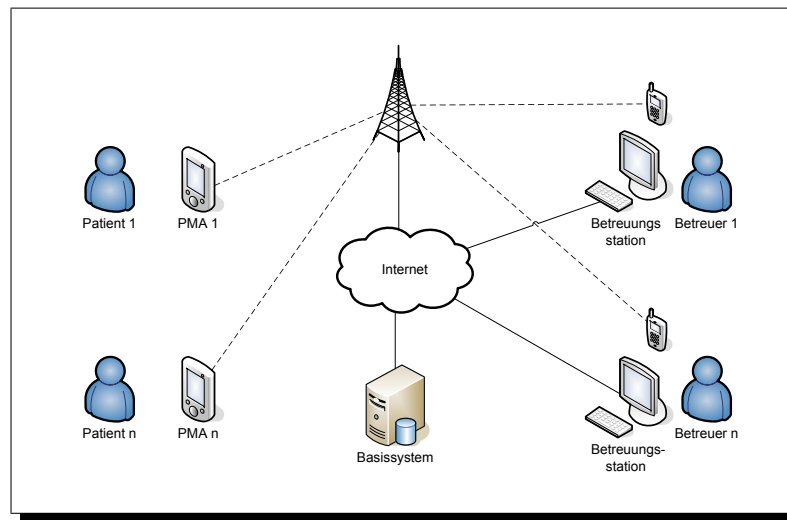 Patient 1
PMA 1
Betreuungs
station
Betreuer 1
Internet
Patient n
PMA n
Basissystem
Betreuungs-
station
Betreuer n